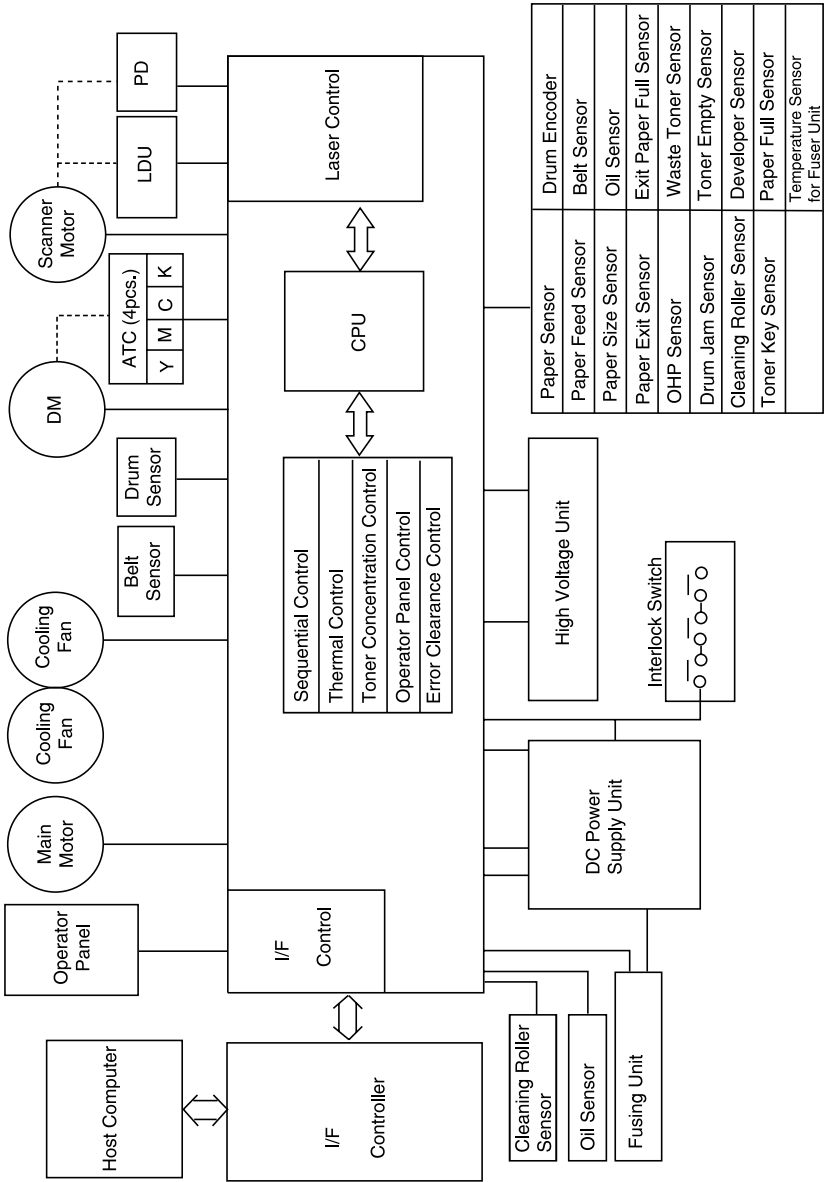 Host Computer
I/F
Controller
Operator
Panel
Main
Motor
Cooling
Fan
Cooling
Fan
Belt
Sensor
Drum
Sensor
DM
ATC (4pcs.)
Y M C K
Scanner
Motor
LDU
PD
I/F
Control
Sequential Control
Thermal Control
Toner Concentration Control
Operator Panel Control
Error Clearance Control
CPU
Laser Control
Cleaning Roller
Sensor
Oil Sensor
Fusing Unit
DC Power
Supply Unit
Interlock Switch
High Voltage Unit
Paper Sensor Drum Encoder
Paper Feed Sensor Belt Sensor
Paper Size Sensor Oil Sensor
Paper Exit Sensor Exit Paper Full Sensor
OHP Sensor Waste Toner Sensor
Drum Jam Sensor Toner Empty Sensor
Cleaning Roller Sensor Developer Sensor
Toner Key Sensor Paper Full Sensor
Temperature Sensor
for Fuser Unit